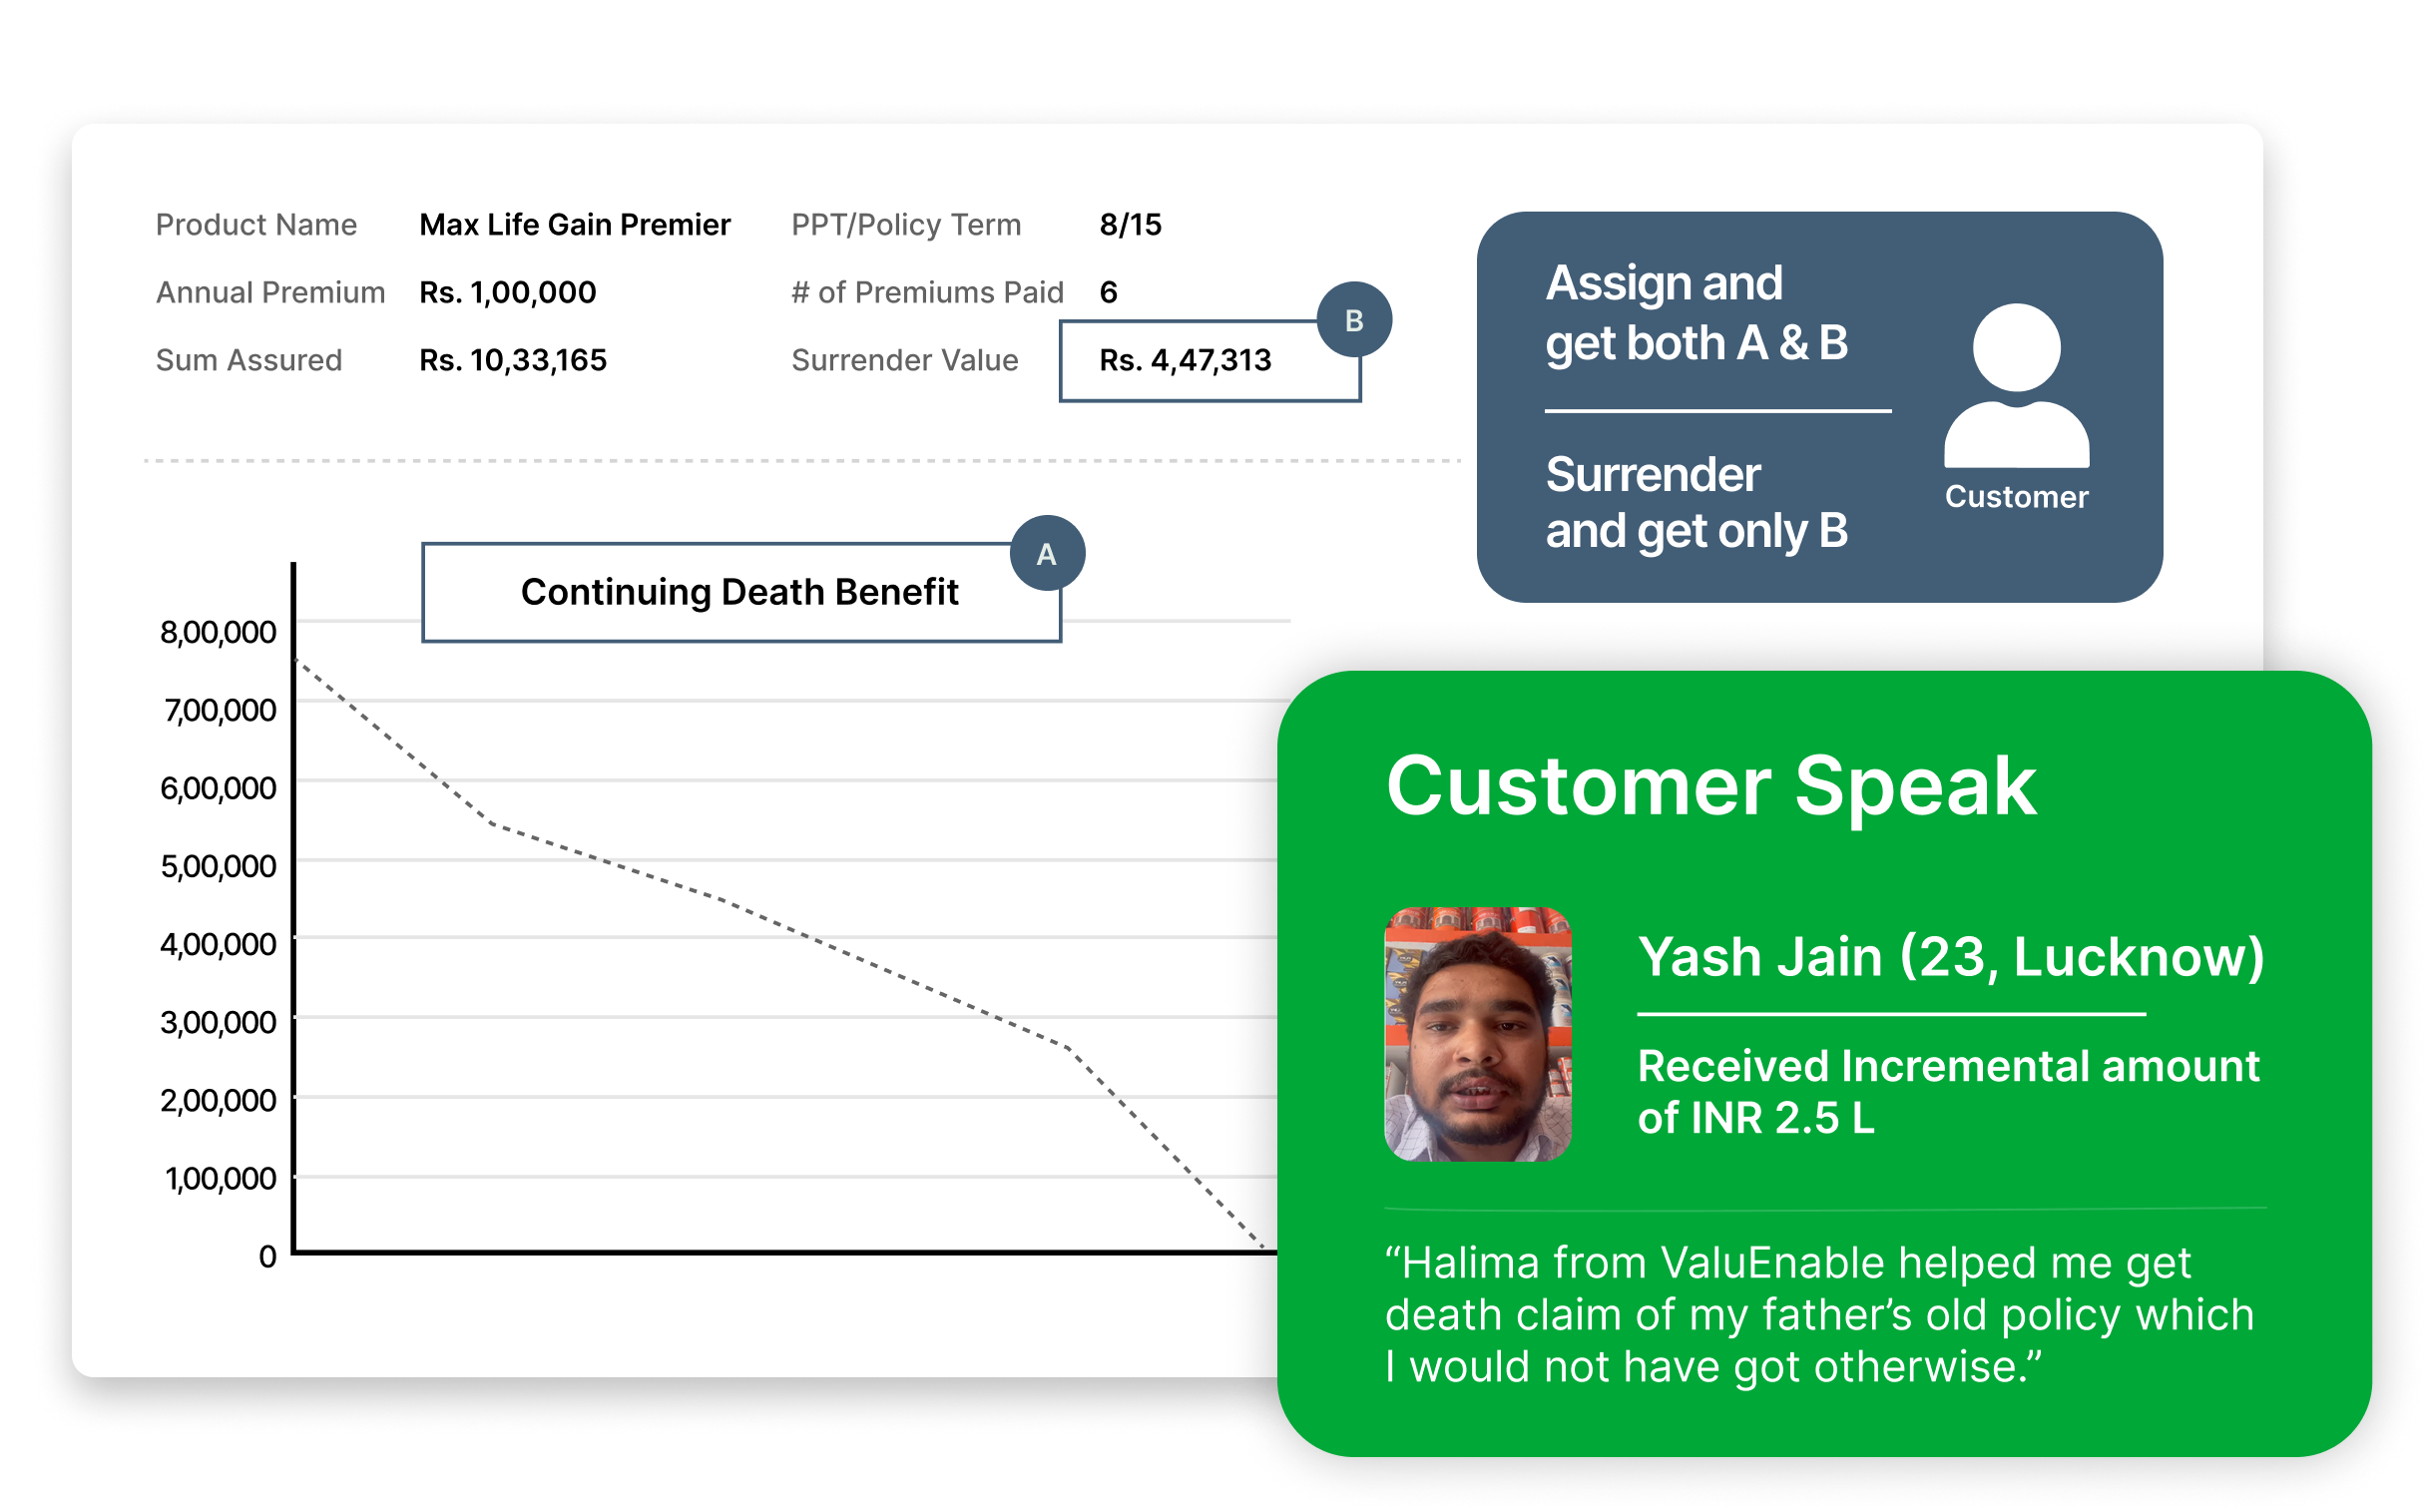 Product Name Max Life Gain Premier PPT/Policy Term 8/15
Annual Premium Rs. 1,00,000 # of Premiums Paid 6
B
Sum Assured Rs. 10,33,165 Surrender Value Rs. 4,47,313
Assign and
get both A & B
Surrender
and get only B
Customer
A
Continuing Death Benefit
8,00,000
7,00,000
6,00,000
5,00,000
4,00,000
3,00,000
2,00,000
1,00,000
0
Customer Speak
Yash Jain (23, Lucknow)
Received Incremental amount
of INR 2.5 L
“Halima from ValuEnable helped me get
death claim of my father’s old policy which
I would not have got otherwise.”